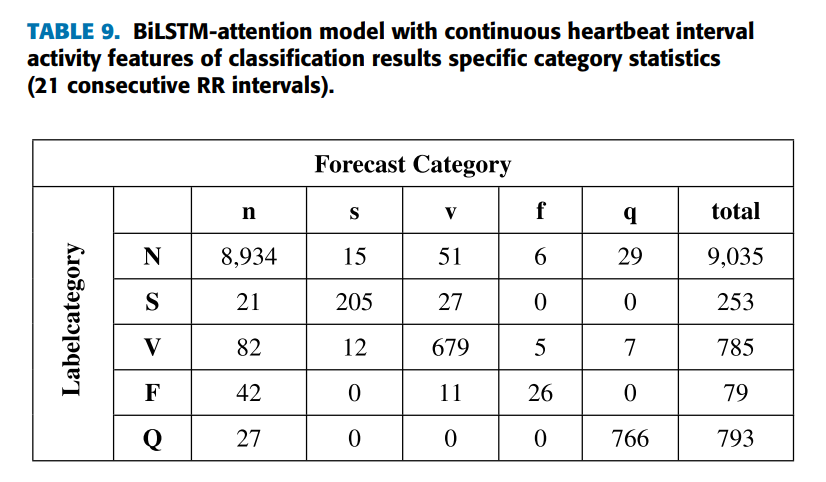 TABLE 9. BiLSTM-attention model with continuous heartbeat interval
activity features of classification results specific category statistics
(21 consecutive RR intervals).
Forecast Category
Labelcategory
n s v f q total
N 8,934 15 51 6 29 9,035
S 21 205 27 0 0 253
V 82 12 679 5 7 785
F 42 0 11 26 0 79
Q 27 0 0 0 766 793